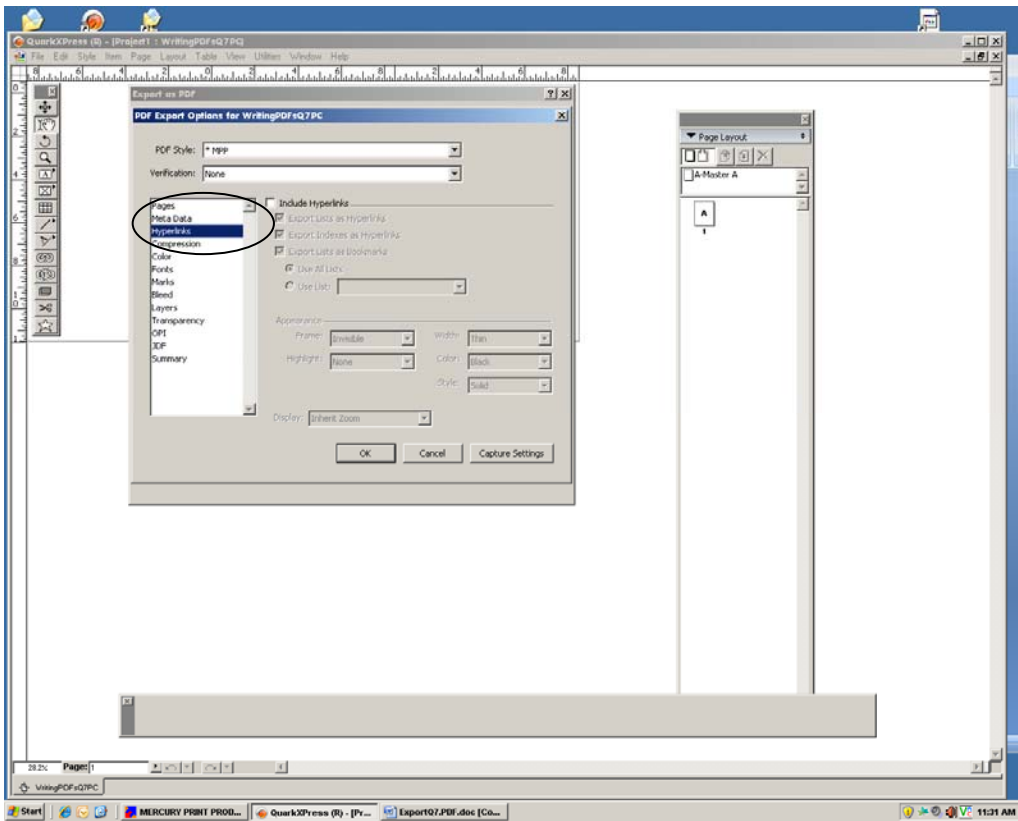 QuarkXPress (R) - [Project1 : WritingPDFsQ7PC]
File Edit Style Item Page Layout Table View Utilities Window Help
Export as PDF
PDF Export Options for WritingPDFsQ7PC
PDF Style: * MPP
Verification: None
Pages
Meta Data
Hyperlinks
Compression
Color
Fonts
Marks
Bleed
Layers
Transparency
OPI
JDF
Summary
Include Hyperlinks
Export Lists as Hyperlinks
Export Indexes as Hyperlinks
Export Lists as Bookmarks
Use All Lists
Use List:
Appearance
Frame: Invisible
Width: Thin
Highlight: None
Color: Black
Style: Solid
Display: Inherit Zoom
OK Cancel Capture Settings
Page Layout
A-Master A
A
1
28.2% Page: 1
WritingPDFsQ7PC
Start
MERCURY PRINT PROD...
QuarkXPress (R) - [Pr...
ExportQ7.PDF.doc [Co...
11:31 AM